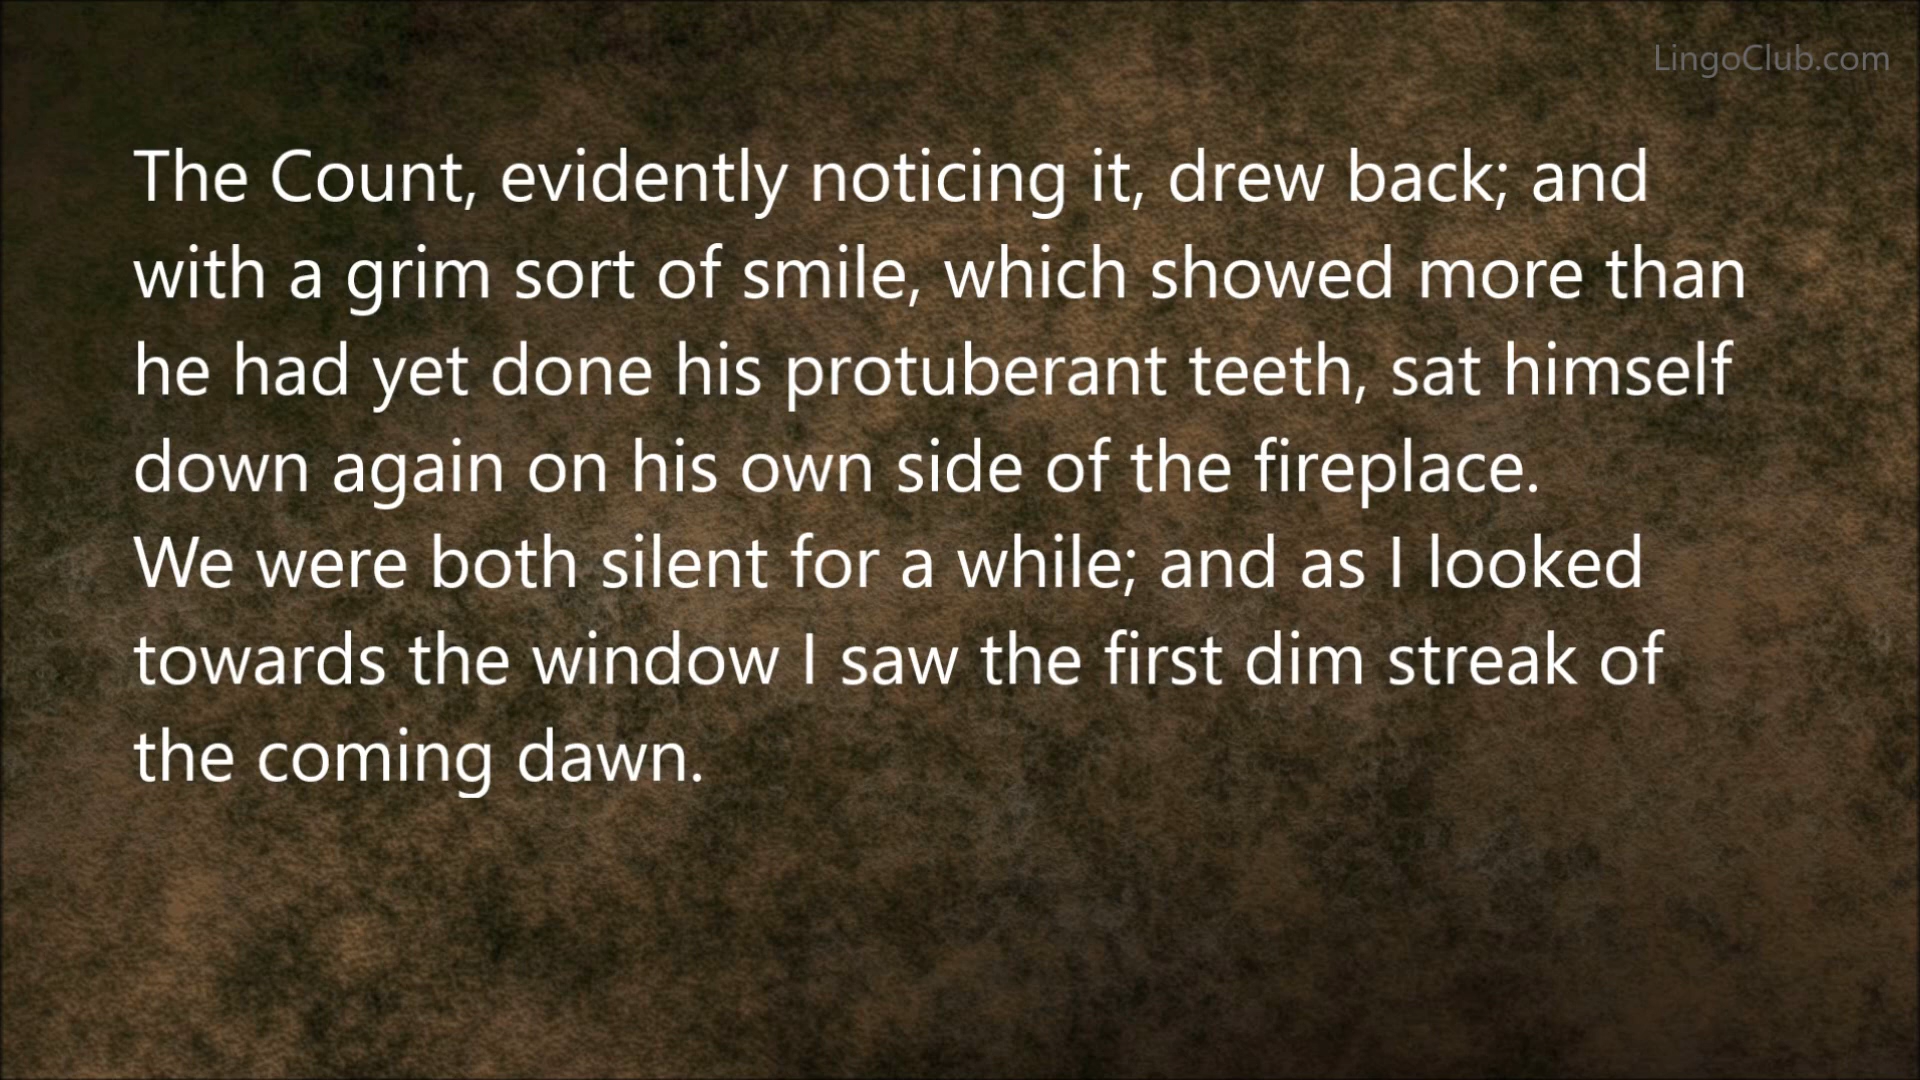 LingoClub.com
The Count, evidently noticing it, drew back; and
with a grim sort of smile, which showed more than
he had yet done his protuberant teeth, sat himself
down again on his own side of the fireplace.
We were both silent for a while; and as I looked
towards the window I saw the first dim streak of
the coming dawn.